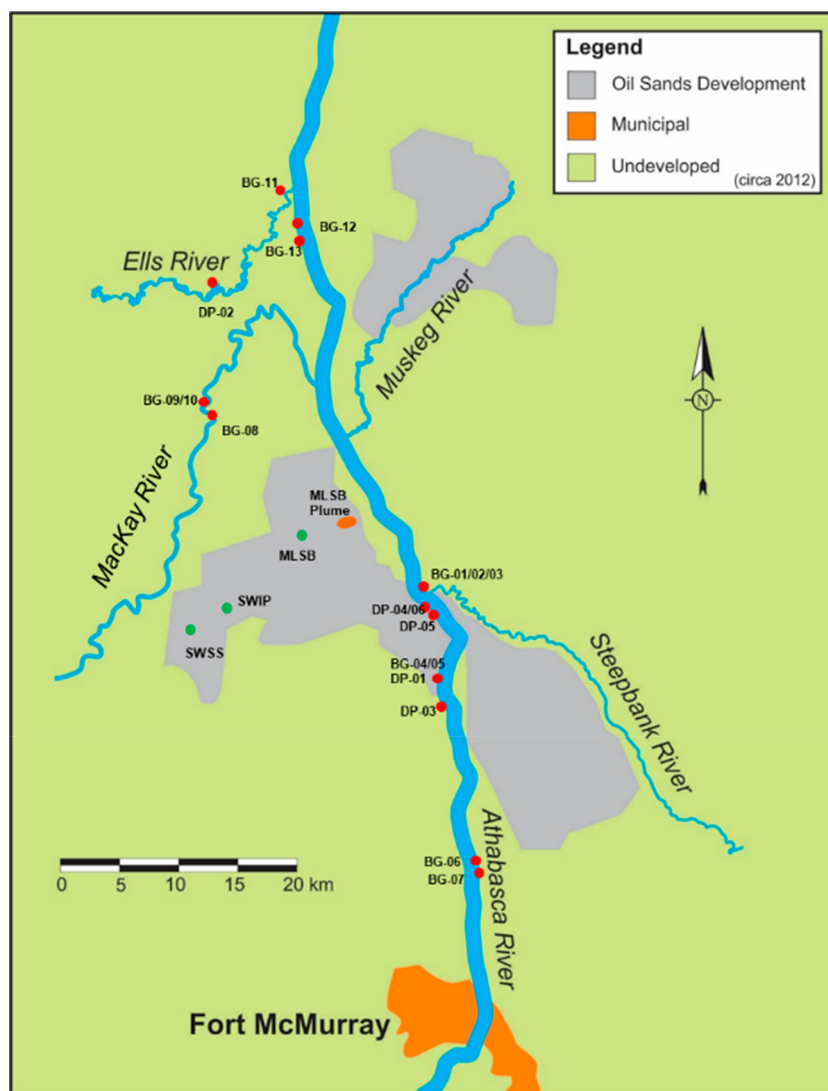 Legend
Oil Sands Development
Municipal
Undeveloped
(circa 2012)
BG-11
BG-12
BG-13
Ells River
DP-02
Muskeg River
N
BG-09/10
BG-08
MacKay River
MLSB
Plume
MLSB
BG-01/02/03
SWIP
DP-04/06
DP-05
SWSS
BG-04/05
DP-01
DP-03
Steepbank River
Athabasca River
0 5 10 15 20 km
BG-06
BG-07
Fort McMurray